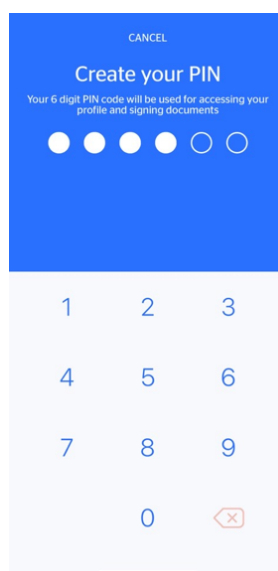 CANCEL
Create your PIN
Your 6 digit PIN code will be used for accessing your
profile and signing documents
1 2 3
4 5 6
7 8 9
0